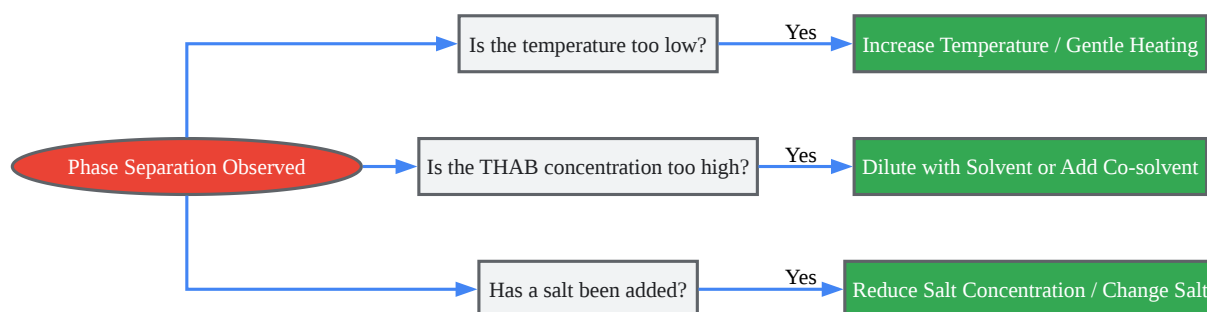 Is the temperature too low?
Yes
Increase Temperature / Gentle Heating
Phase Separation Observed
Is the THAB concentration too high?
Yes
Dilute with Solvent or Add Co-solvent
Has a salt been added?
Yes
Reduce Salt Concentration / Change Salt